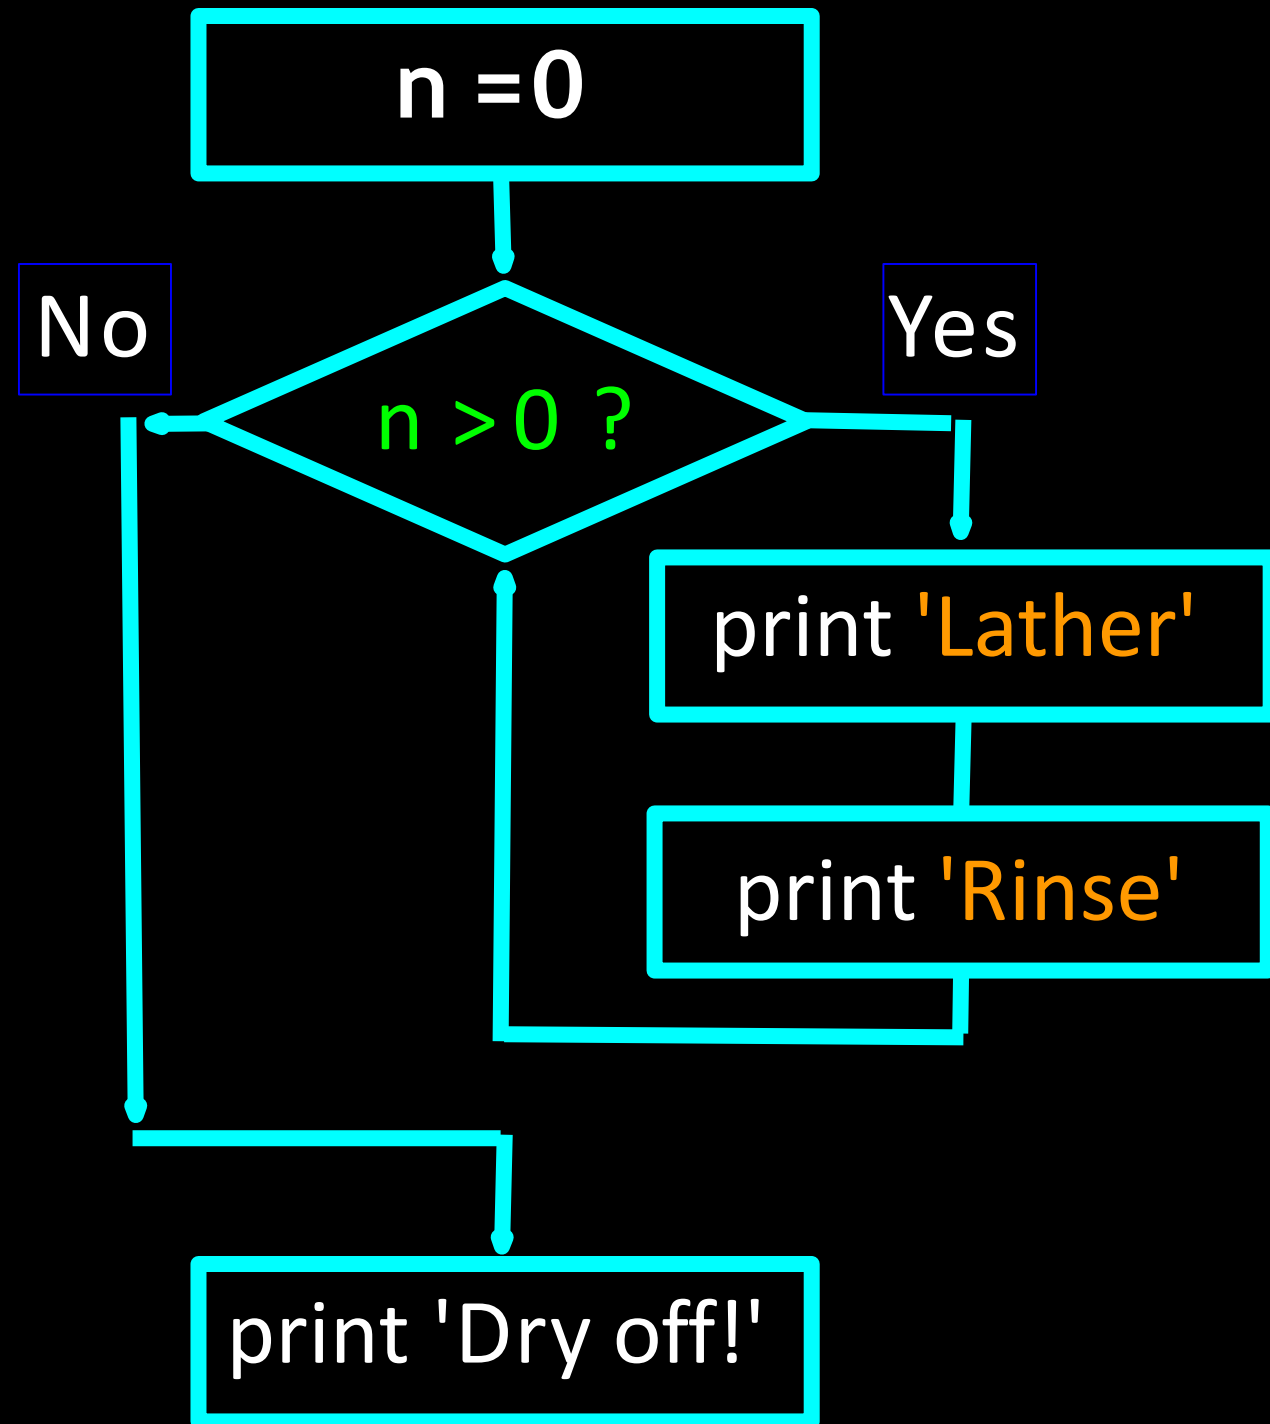 n =0
No
Yes
n >0 ?
print 'Lather'
print 'Rinse'
print 'Dry off!'